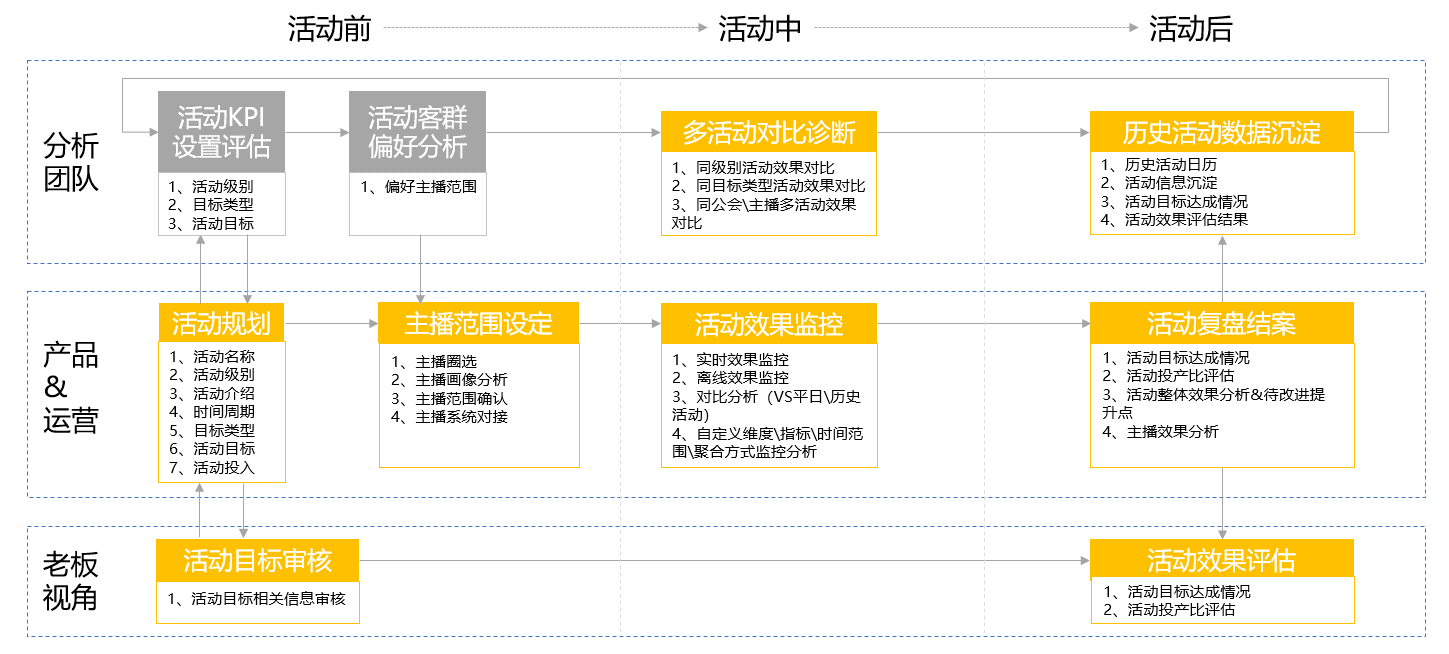 活动前
活动中
活动后
分析
团队
活动KPI
设置评估
1、活动级别
2、目标类型
3、活动目标
活动客群
偏好分析
1、偏好主播范围
多活动对比诊断
1、同级别活动效果对比
2、同目标类型活动效果对比
3、同公会\主播多活动效果
对比
历史活动数据沉淀
1、历史活动日历
2、活动信息沉淀
3、活动目标达成情况
4、活动效果评估结果
产品
&
运营
活动规划
1、活动名称
2、活动级别
3、活动介绍
4、时间周期
5、目标类型
6、活动目标
7、活动投入
主播范围设定
1、主播圈选
2、主播画像分析
3、主播范围确认
4、主播系统对接
活动效果监控
1、实时效果监控
2、离线效果监控
3、对比分析（VS平日\历史
活动）
4、自定义维度\指标\时间范
围\聚合方式监控分析
活动复盘结案
1、活动目标达成情况
2、活动投产比评估
3、活动整体效果分析&待改进提
升点
4、主播效果分析
老板
视角
活动目标审核
1、活动目标相关信息审核
活动效果评估
1、活动目标达成情况
2、活动投产比评估